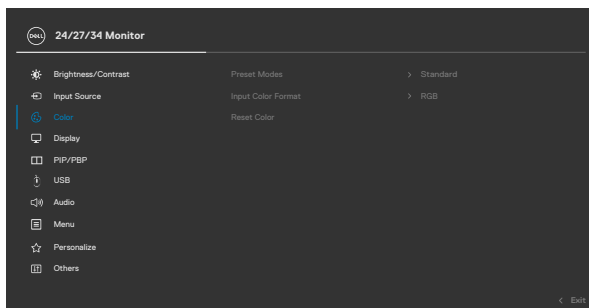 DELL 24/27/34 Monitor
Brightness/Contrast Preset Modes > Standard
Input Source Input Color Format > RGB
Color Reset Color
Display
PIP/PBP
USB
Audio
Menu
Personalize
Others
< Exit